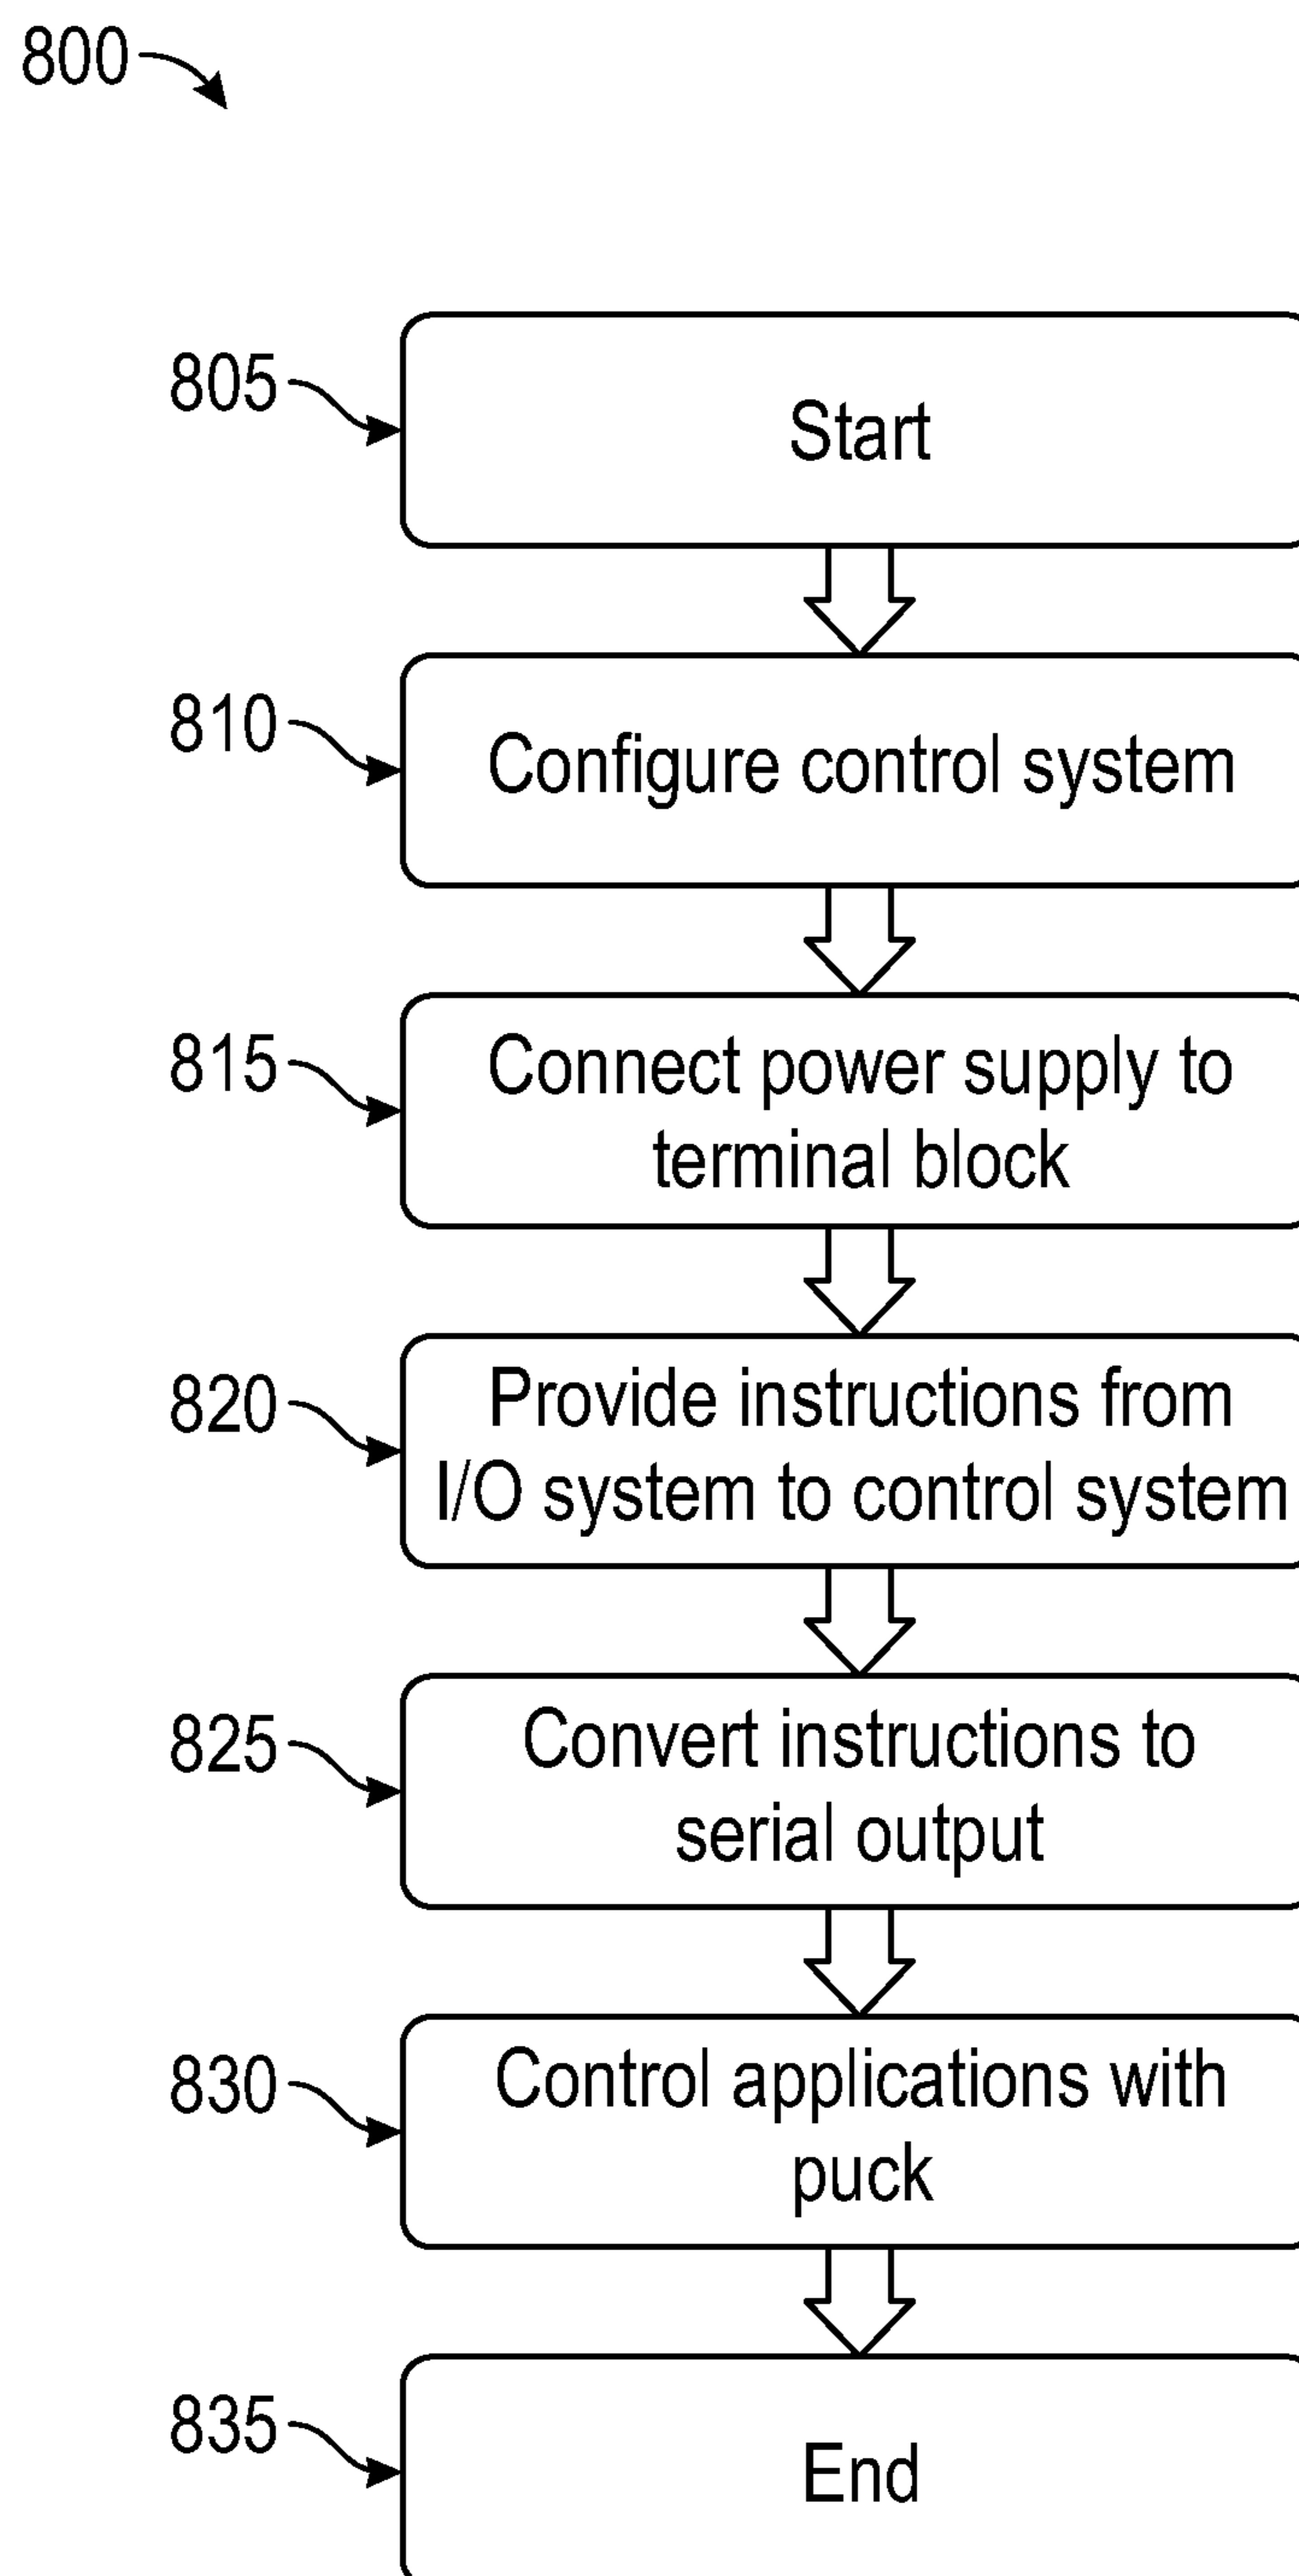 800
805
Start
810
Configure control system
815
Connect power supply to
terminal block
820
Provide instructions from
I/O system to control system
825
Convert instructions to
serial output
830
Control applications with
puck
835
End